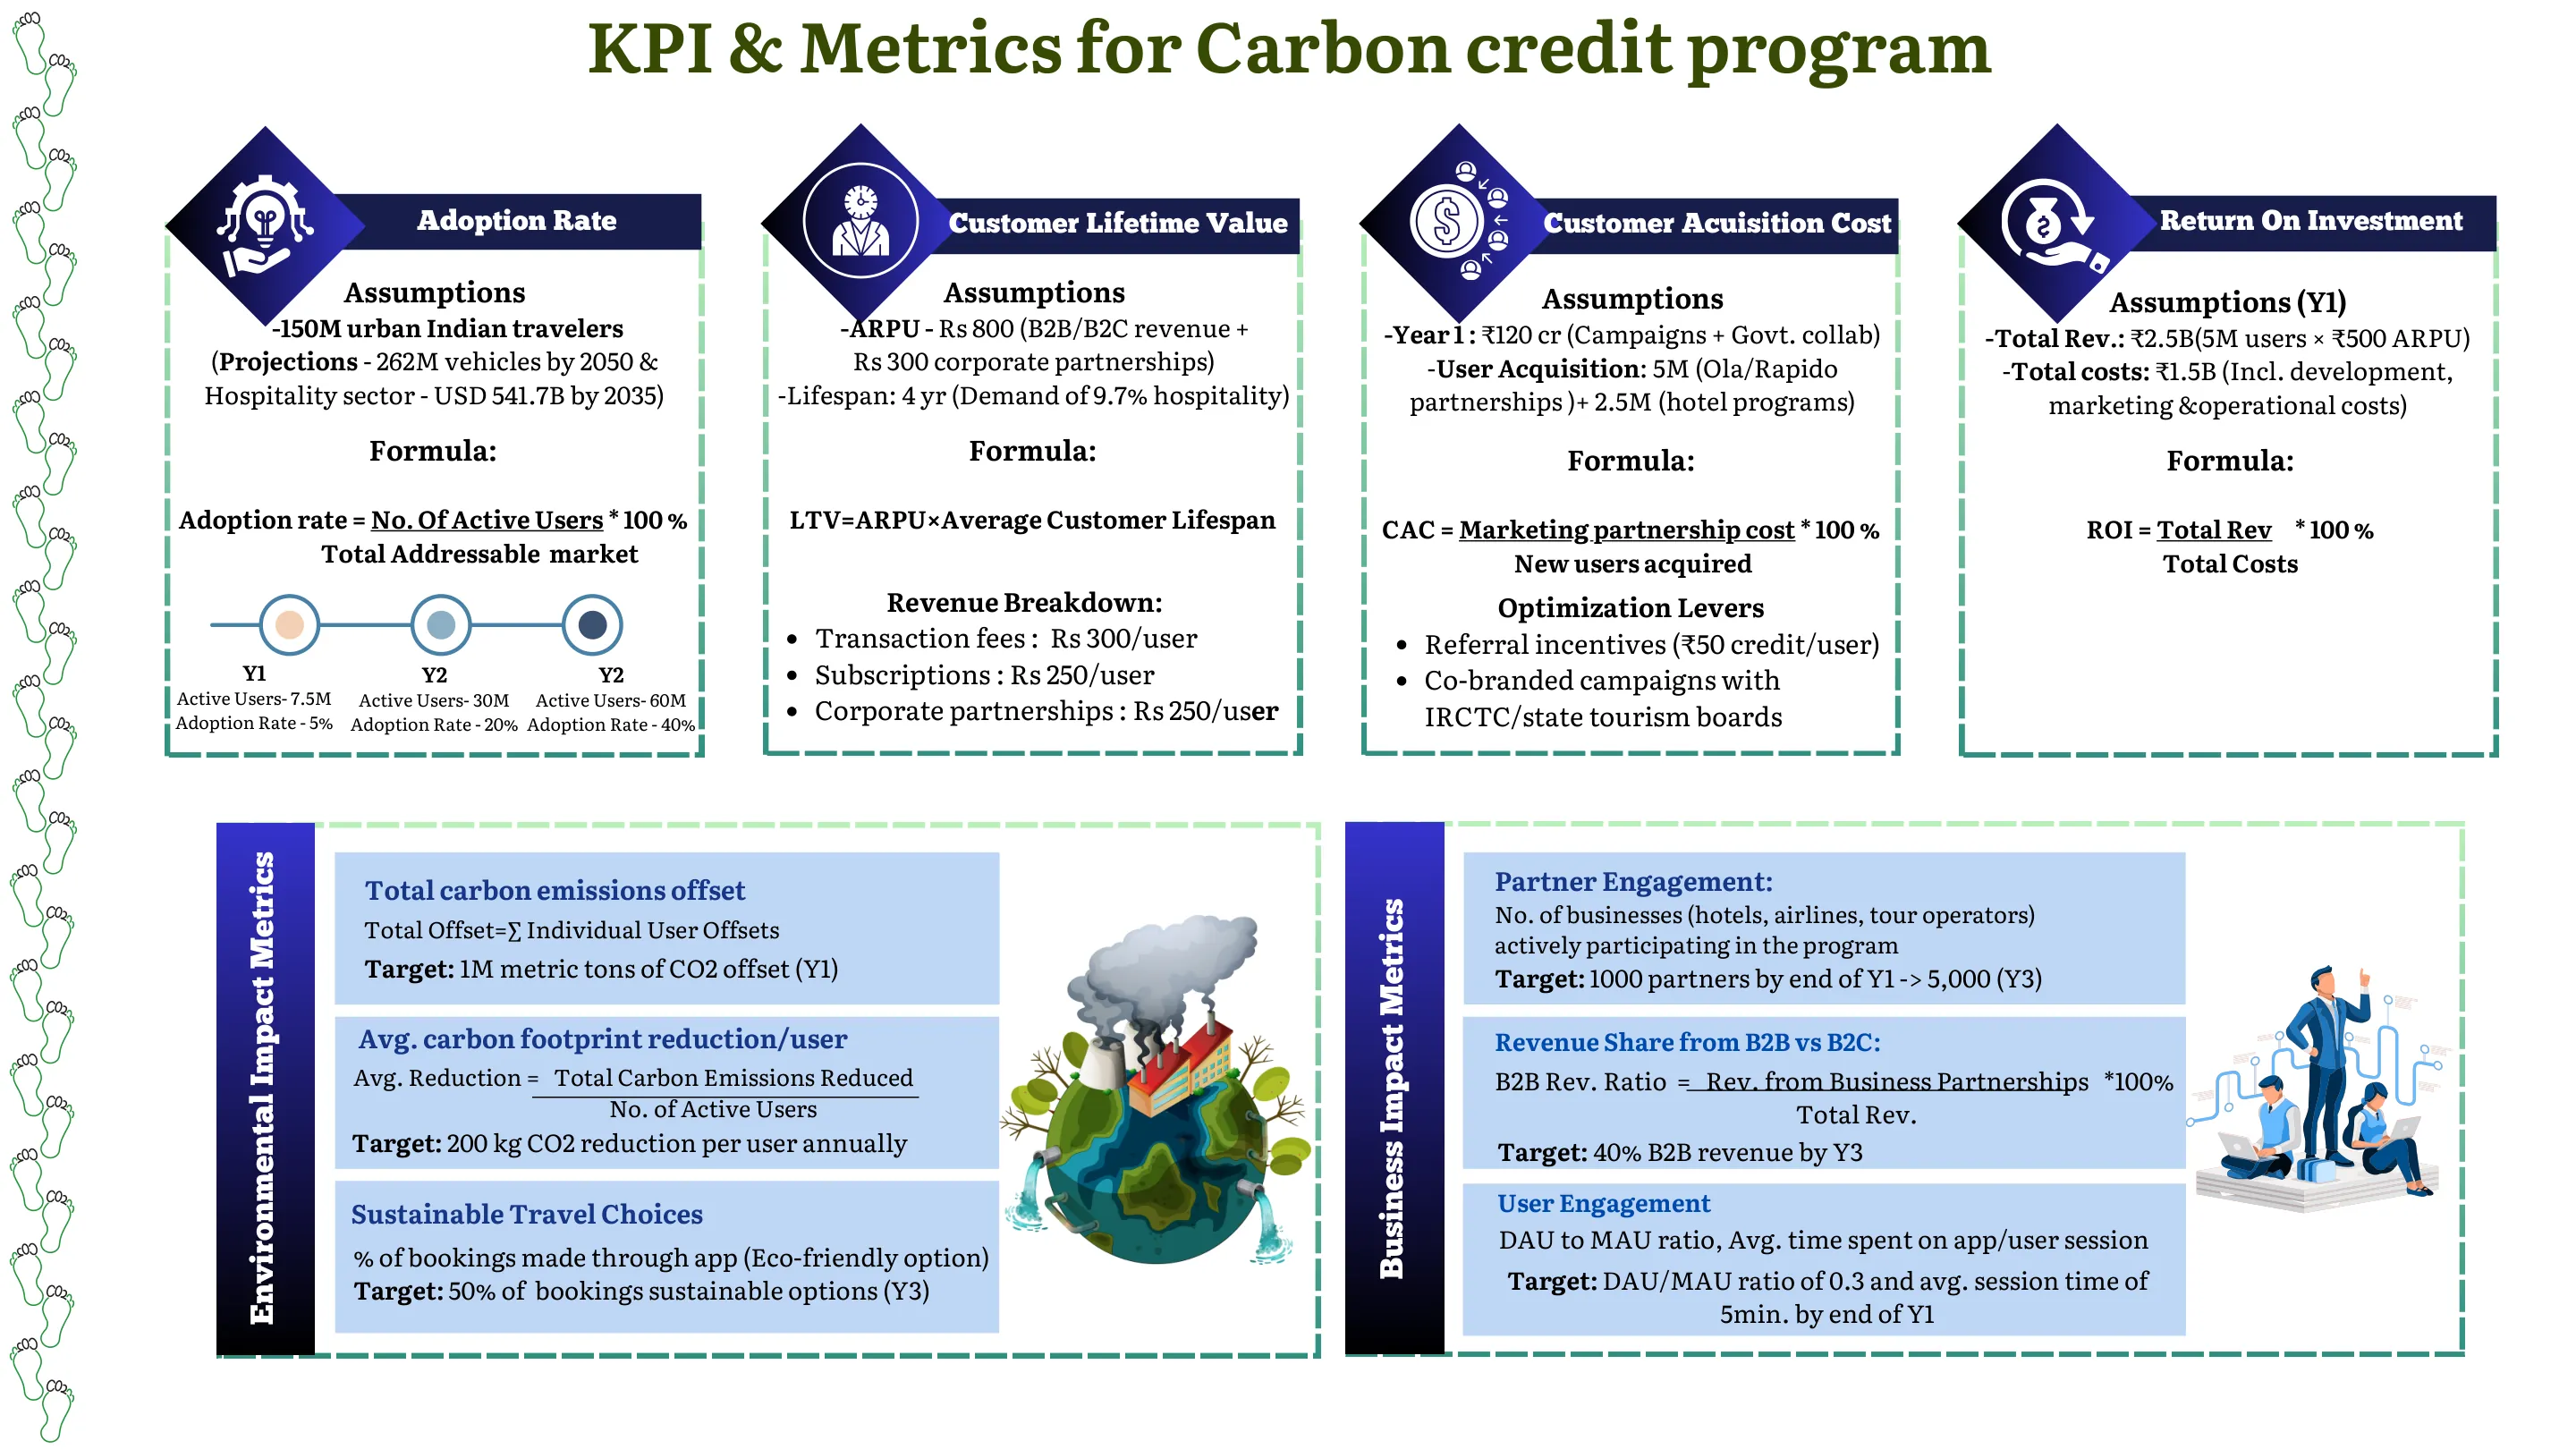 KPI & Metrics for Carbon credit program
Adoption Rate
Assumptions
-150M urban Indian travelers
(Projections - 262M vehicles by 2050 &
Hospitality sector - USD 541.7B by 2035)
Formula:
Adoption rate = No. Of Active Users * 100 %
Total Addressable market
Y1
Active Users- 7.5M
Adoption Rate - 5%
Y2
Active Users- 30M
Adoption Rate - 20%
Y2
Active Users- 60M
Adoption Rate - 40%
Customer Lifetime Value
Assumptions
-ARPU - Rs 800 (B2B/B2C revenue +
Rs 300 corporate partnerships)
-Lifespan: 4 yr (Demand of 9.7% hospitality)
Formula:
LTV=ARPU×Average Customer Lifespan
Revenue Breakdown:
• Transaction fees : Rs 300/user
• Subscriptions : Rs 250/user
• Corporate partnerships : Rs 250/user
Customer Acuisition Cost
Assumptions
-Year 1 : ₹120 cr (Campaigns + Govt. collab)
-User Acquisition: 5M (Ola/Rapido
partnerships )+ 2.5M (hotel programs)
Formula:
CAC = Marketing partnership cost * 100 %
New users acquired
Optimization Levers
• Referral incentives (₹50 credit/user)
• Co-branded campaigns with
IRCTC/state tourism boards
Return On Investment
Assumptions (Y1)
-Total Rev.: ₹2.5B(5M users × ₹500 ARPU)
-Total costs: ₹1.5B (Incl. development,
marketing &operational costs)
Formula:
ROI = Total Rev * 100 %
Total Costs
Environmental Impact Metrics
Total carbon emissions offset
Total Offset=∑ Individual User Offsets
Target: 1M metric tons of CO2 offset (Y1)
Avg. carbon footprint reduction/user
Avg. Reduction = Total Carbon Emissions Reduced
No. of Active Users
Target: 200 kg CO2 reduction per user annually
Sustainable Travel Choices
% of bookings made through app (Eco-friendly option)
Target: 50% of bookings sustainable options (Y3)
Business Impact Metrics
Partner Engagement:
No. of businesses (hotels, airlines, tour operators)
actively participating in the program
Target: 1000 partners by end of Y1 -> 5,000 (Y3)
Revenue Share from B2B vs B2C:
B2B Rev. Ratio = Rev. from Business Partnerships *100%
Total Rev.
Target: 40% B2B revenue by Y3
User Engagement
DAU to MAU ratio, Avg. time spent on app/user session
Target: DAU/MAU ratio of 0.3 and avg. session time of
5min. by end of Y1